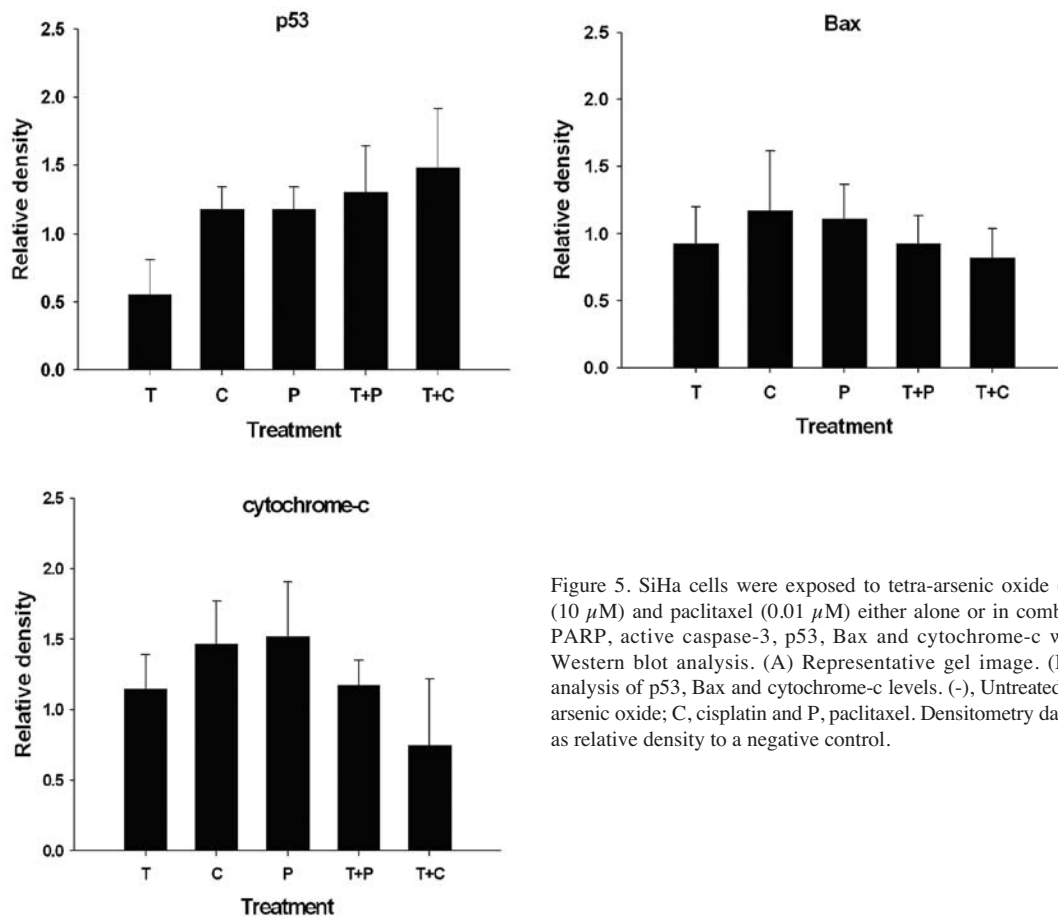 p53
2.5
2.0
1.5
1.0
0.5
0.0
Relative density
T C P T+P T+C
Treatment
Bax
2.5
2.0
1.5
1.0
0.5
0.0
Relative density
T C P T+P T+C
Treatment
cytochrome-c
2.5
2.0
1.5
1.0
0.5
0.0
Relative density
T C P T+P T+C
Treatment
Figure 5. SiHa cells were exposed to tetra-arsenic oxide
(10 µM) and paclitaxel (0.01 µM) either alone or in comb
PARP, active caspase-3, p53, Bax and cytochrome-c w
Western blot analysis. (A) Representative gel image.
analysis of p53, Bax and cytochrome-c levels. (-), Untreated
arsenic oxide; C, cisplatin and P, paclitaxel. Densitometry da
as relative density to a negative control.